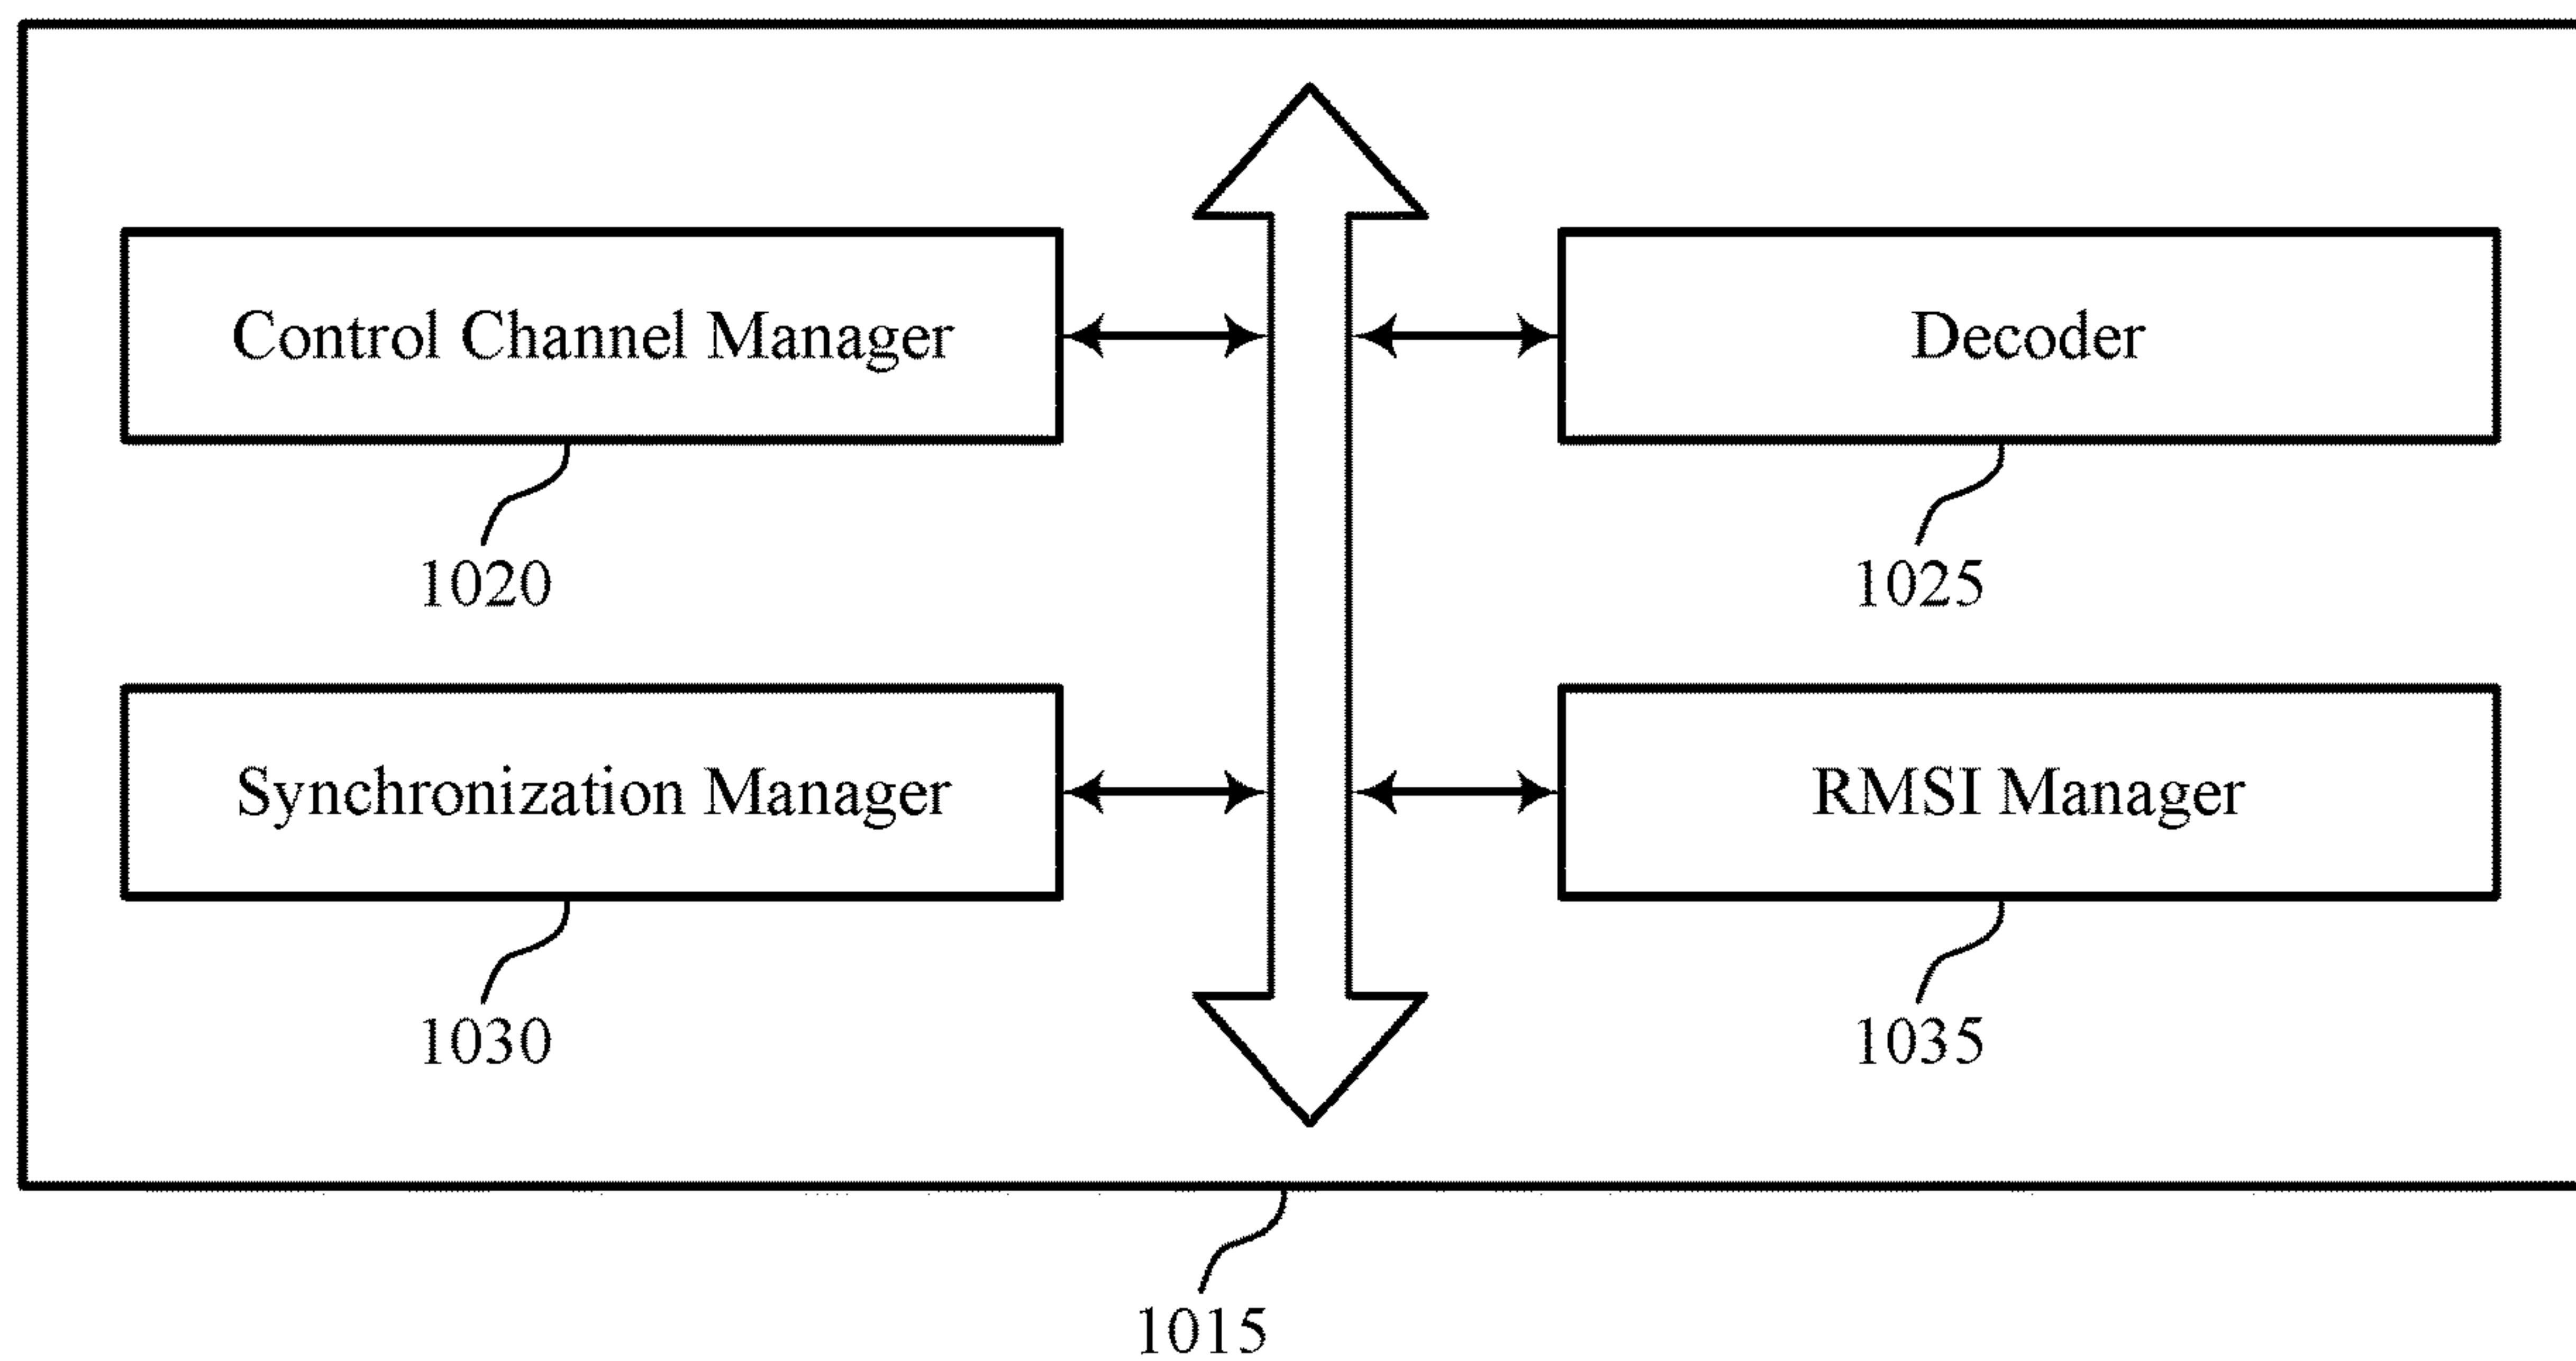 Control Channel Manager
Decoder
1020
1025
Synchronization Manager
RMSI Manager
1030
1035
1015